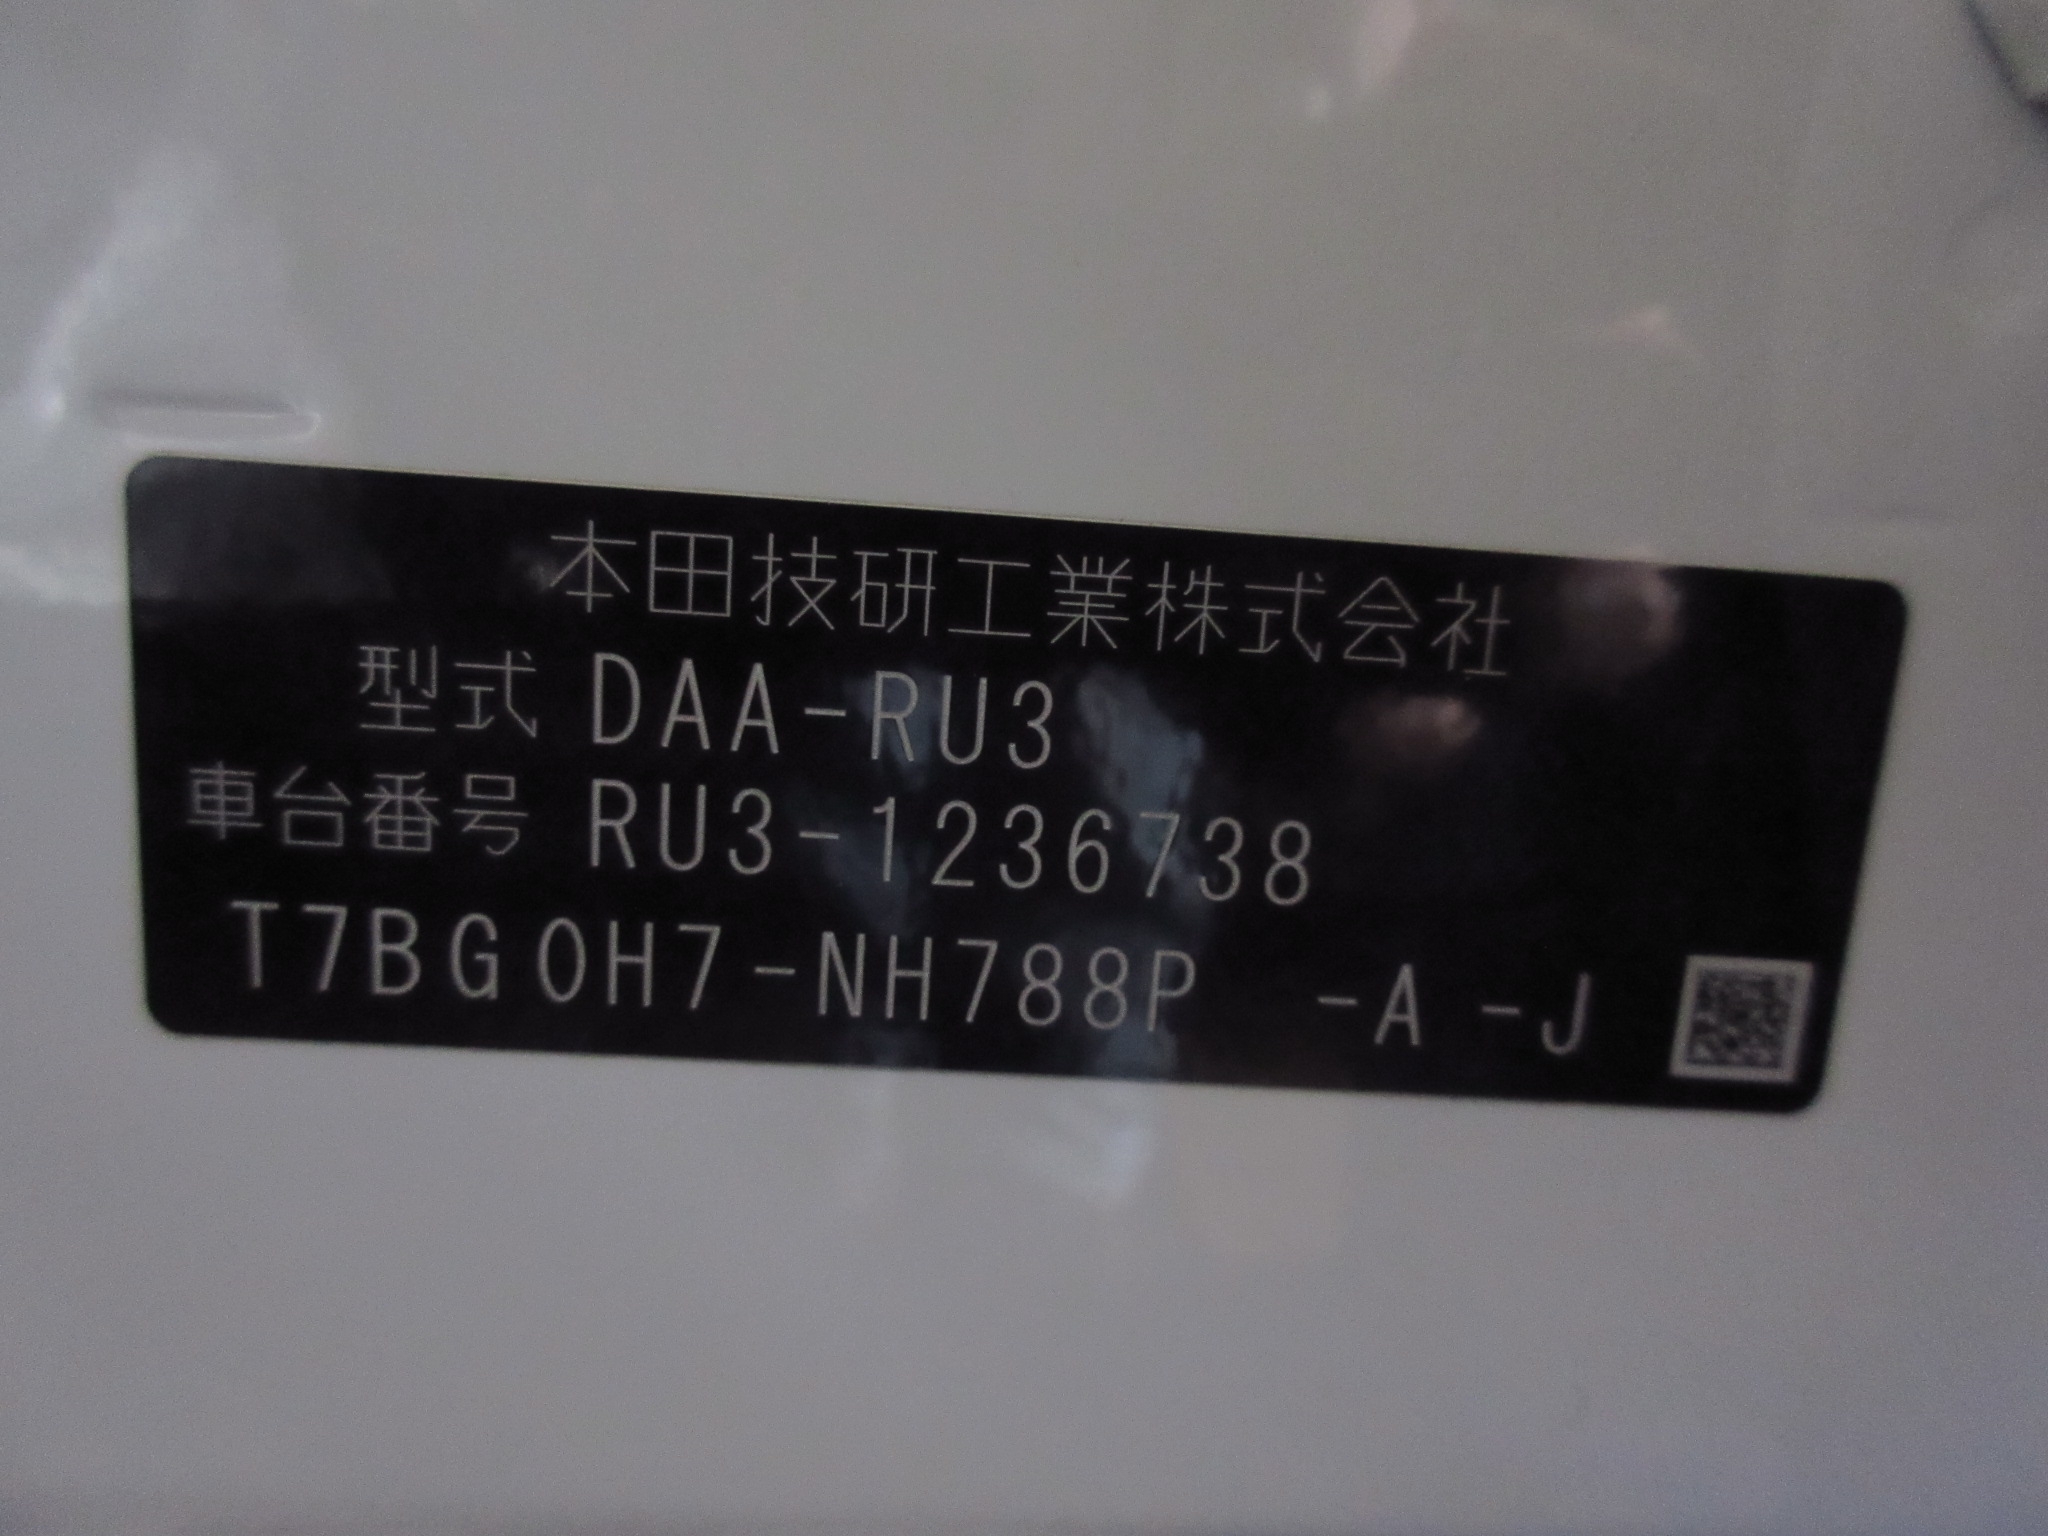 本田技研工業株式会社
型式 DAA-RU3
車台番号 RU3-1236738
T7BG0H7-NH788P -A -J